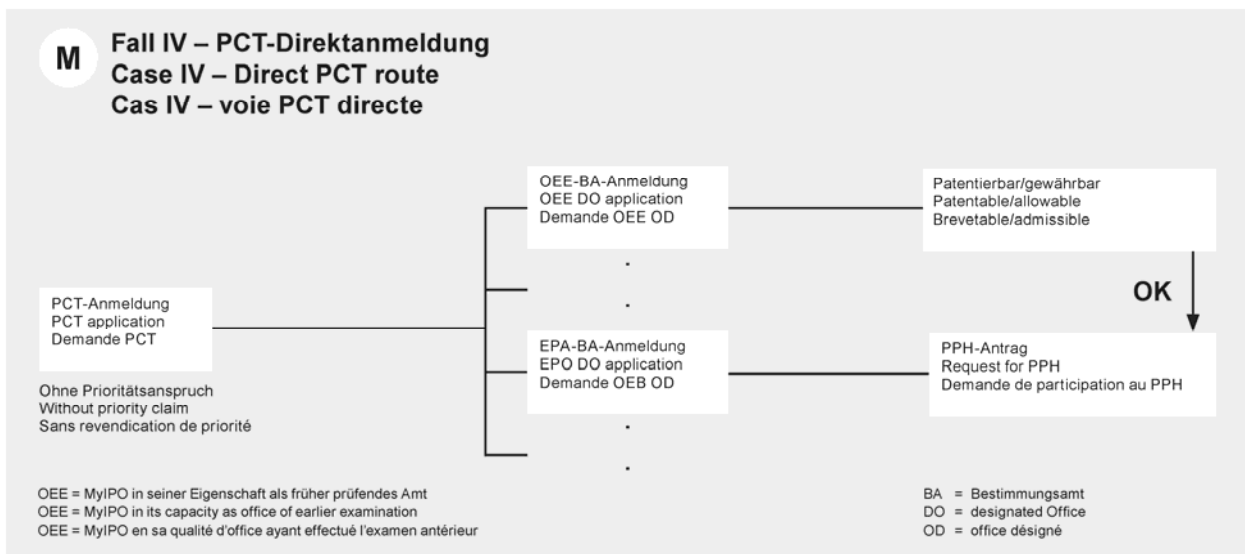 M
Fall IV – PCT-Direktanmeldung
Case IV – Direct PCT route
Cas IV – voie PCT directe
OEE-BA-Anmeldung
OEE DO application
Demande OEE OD
Patentierbar/gewährbar
Patentable/allowable
Brevetable/admissible
OK
PCT-Anmeldung
PCT application
Demande PCT
EPA-BA-Anmeldung
EPO DO application
Demande OEB OD
PPH-Antrag
Request for PPH
Demande de participation au PPH
Ohne Prioritätsanspruch
Without priority claim
Sans revendication de priorité
OEE = MyIPO in seiner Eigenschaft als früher prüfendes Amt
OEE = MyIPO in its capacity as office of earlier examination
OEE = MyIPO en sa qualité d'office ayant effectué l'examen antérieur
BA = Bestimmungsamt
DO = designated Office
OD = office désigné